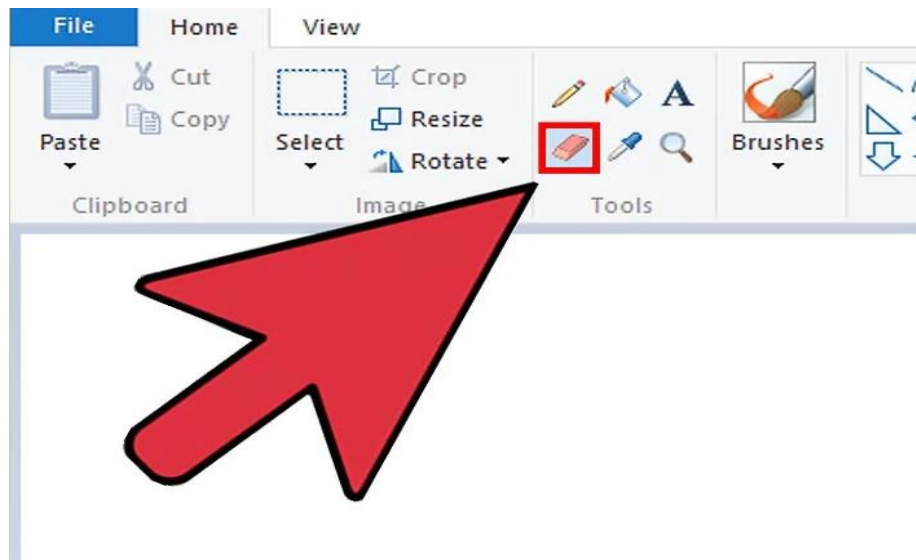 File Home View
Cut
Copy
Paste
Clipboard
Crop
Resize
Rotate
Select
Image
A
Tools
Brushes